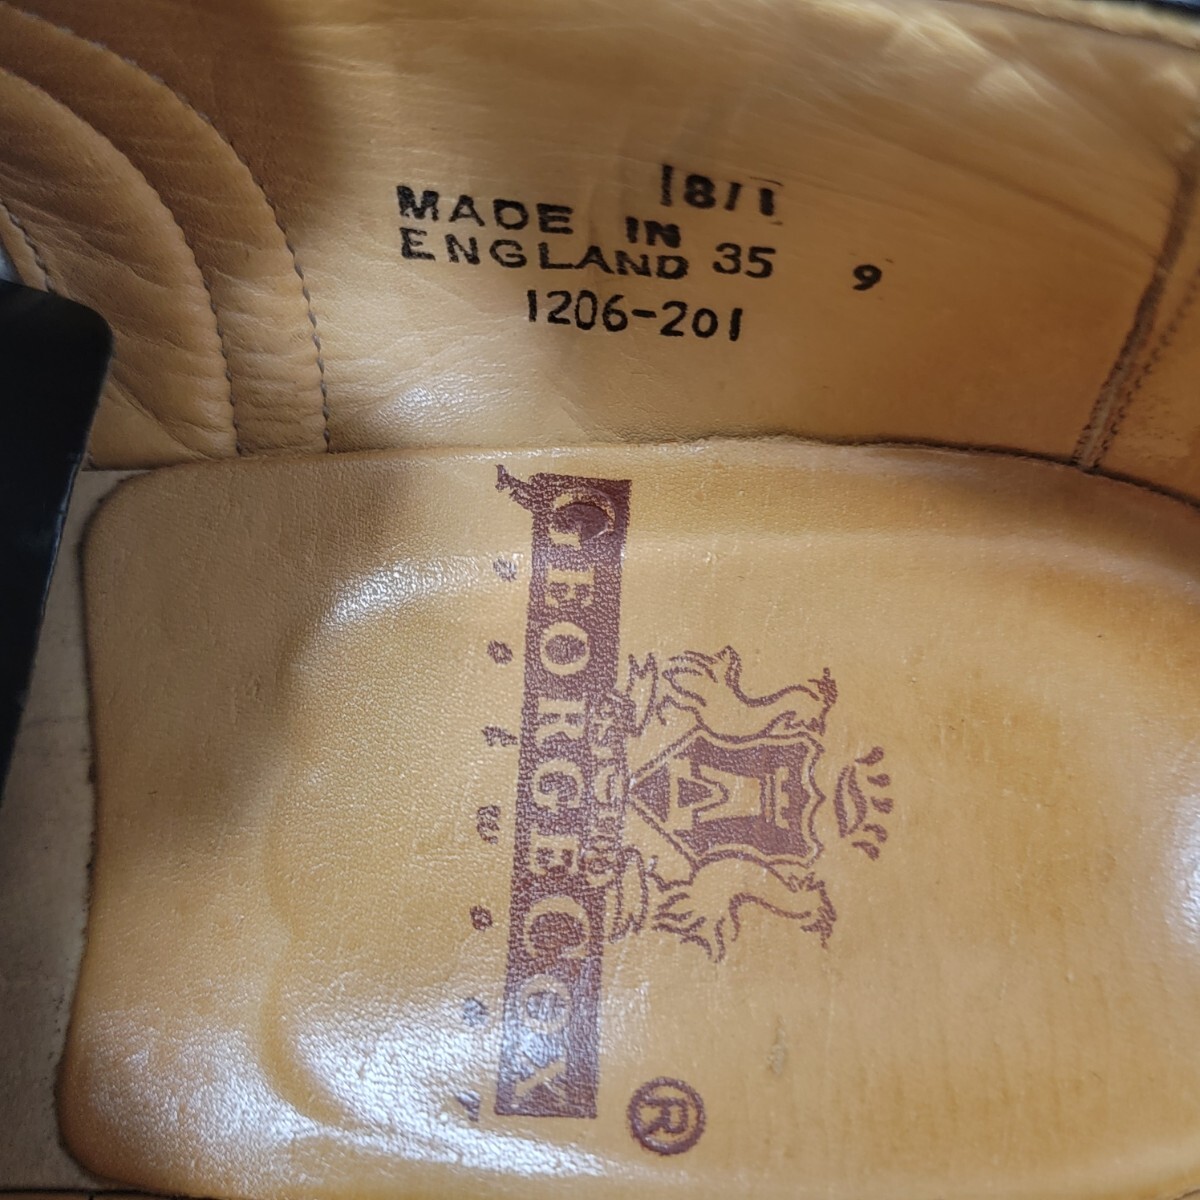 18/1
MADE IN
ENGLAND 35 9
1206-201
GEORGE COX
®